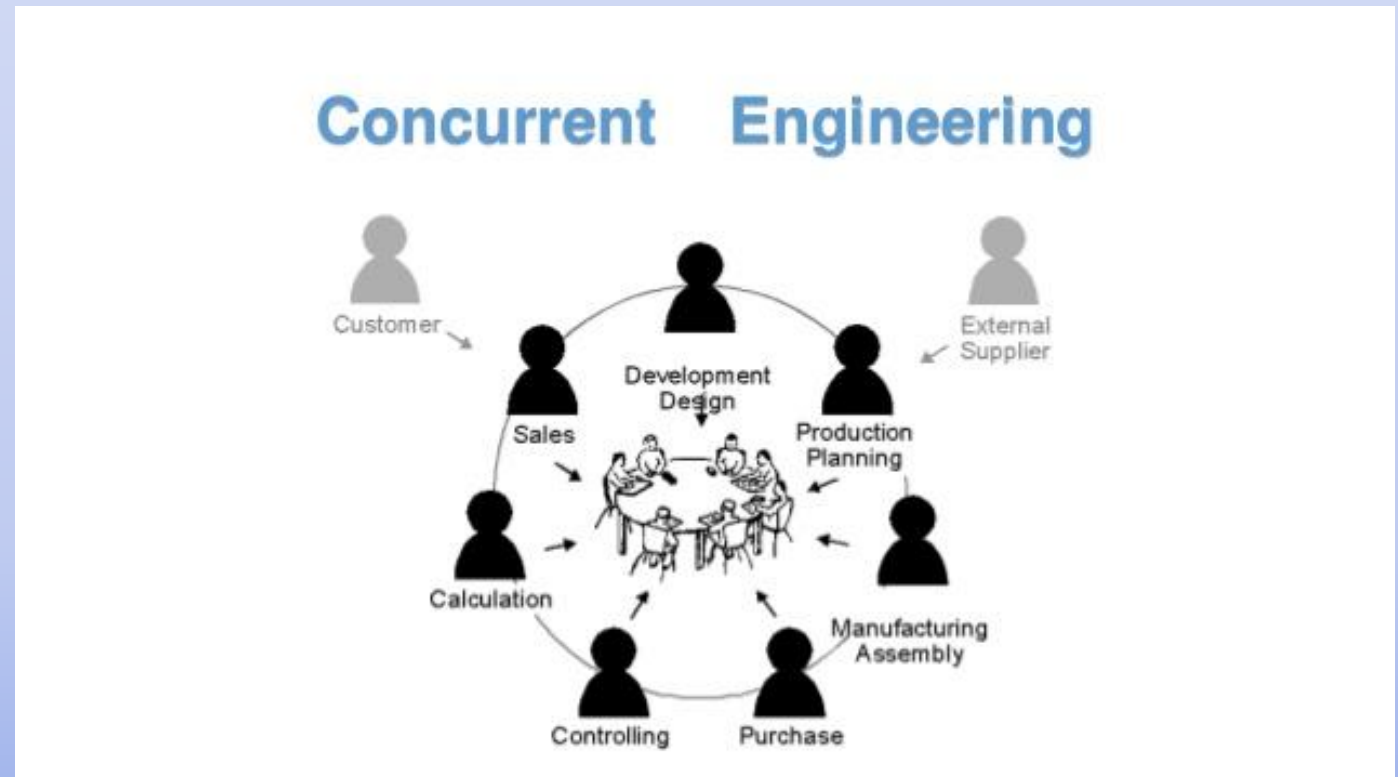 Concurrent Engineering
Customer
External
Supplier
Development
Design
Sales
Production
Planning
Calculation
Manufacturing
Assembly
Controlling
Purchase